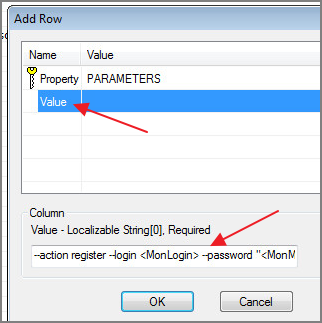 Add Row
Name Value
Property PARAMETERS
Value
Column
Value - Localizable String[0], Required
--action register --login <MonLogin> --password "<MonM
OK Cancel